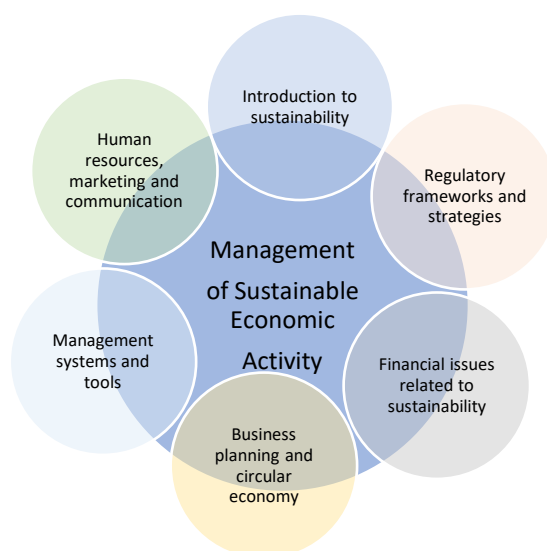 Introduction to
sustainability
Human
resources,
marketing and
communication
Regulatory
frameworks and
strategies
Management
of Sustainable
Economic
Activity
Management
systems and
tools
Financial issues
related to
sustainability
Business
planning and
circular
economy